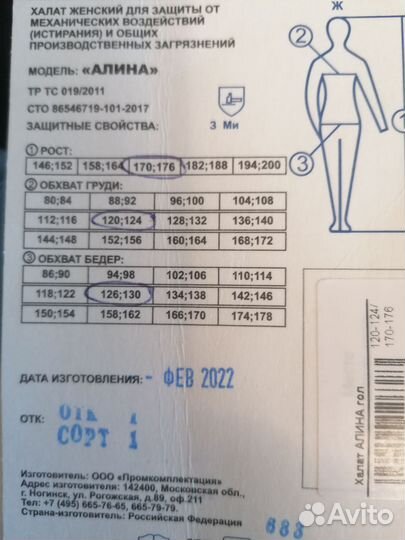 ХАЛАТ ЖЕНСКИЙ ДЛЯ ЗАЩИТЫ ОТ
МЕХАНИЧЕСКИХ ВОЗДЕЙСТВИЙ
(ИСТИРАНИЯ) И ОБЩИХ
ПРОИЗВОДСТВЕННЫХ ЗАГРЯЗНЕНИЙ
МОДЕЛЬ: «АЛИНА»
ТР ТС 019/2011
СТО 86546719-101-2017
ЗАЩИТНЫЕ СВОЙСТВА:
З Ми
Ж
2
3
1 РОСТ:
146;152 158;164 170;176 182;188 194;200
2 ОБХВАТ ГРУДИ:
80;84 88;92 96;100 104;108
112;116 120;124 128;132 136;140
144;148 152;156 160;164 168;172
3 ОБХВАТ БЕДЕР:
86;90 94;98 102;106 110;114
118;122 126;130 134;138 142;146
150;154 158;162 166;170 174;178
ДАТА ИЗГОТОВЛЕНИЯ: - ФЕВ 2022
ОТК: ОТК 1
СОРТ 1
Изготовитель: ООО «Промкомплектация»
Адрес изготовителя: 142400, Московская обл.,
г. Ногинск, ул. Рогожская, д.89, оф.211
Тел: +7 (495) 665-76-65, 665-79-79.
Страна-изготовитель: Российская Федерация
683
Халат АЛИНА гол
120-124/
170-176
Avito